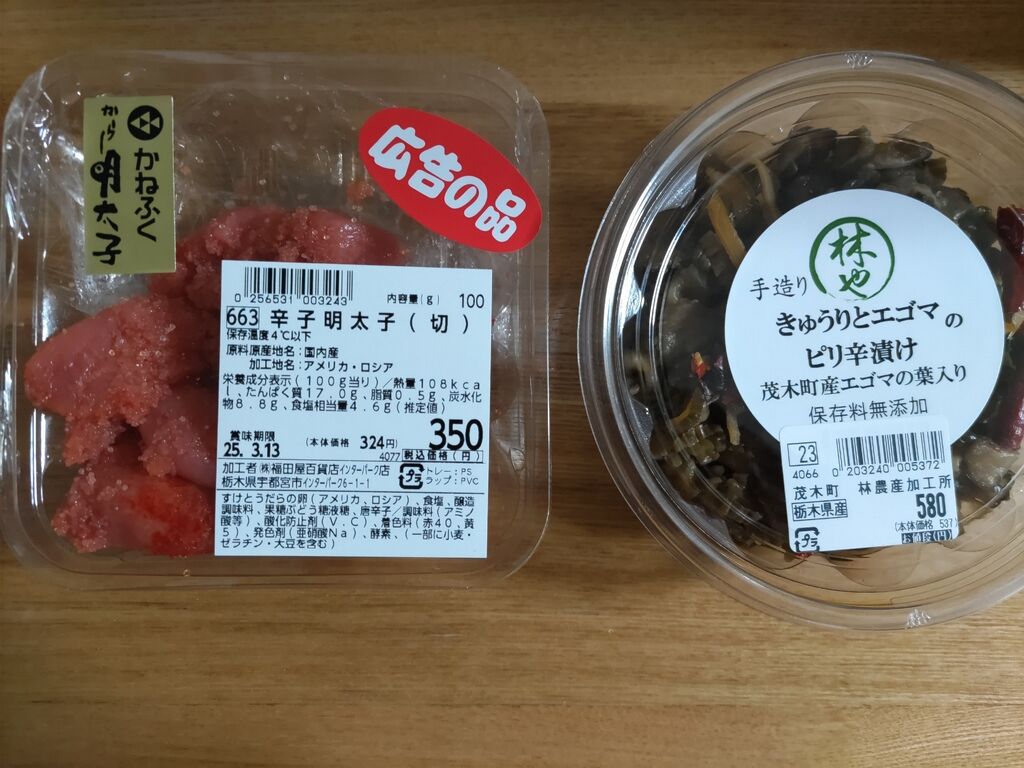 かねふく
からし明太子
広告の品
0 256531 003243
内容量(g) 100
663 辛子明太子(切)
保存温度4℃以下
原料原産地名:国内産
加工地名:アメリカ・ロシア
栄養成分表示(100g当り)/熱量108kca
l、たんぱく質17.0g、脂質0.5g、炭水化
物8.8g、食塩相当量4.6g(推定値)
賞味期限
25. 3.13
(本体価格 324円)
350
4077
税込価格(円)
加工者㈱福田屋百貨店インターパーク店
栃木県宇都宮市インターパーク6-1-1
プラ
トレー:PS
ラップ:PVC
すけとうだらの卵(アメリカ、ロシア)、食塩、醸造
調味料、果糖ぶどう糖液糖、唐辛子/調味料(アミノ
酸等)、酸化防止剤(V.C)、着色料(赤40、黄
5)、発色剤(亜硝酸Na)、酵素、(一部に小麦・
ゼラチン・大豆を含む)
林也
手造り
きゅうりとエゴマの
ピリ辛漬け
茂木町産エゴマの葉入り
保存料無添加
23
4066
0 203240 005372
茂木町 林農産加工所
栃木県産
580
(本体価格 537)
プラ
お値段(円)